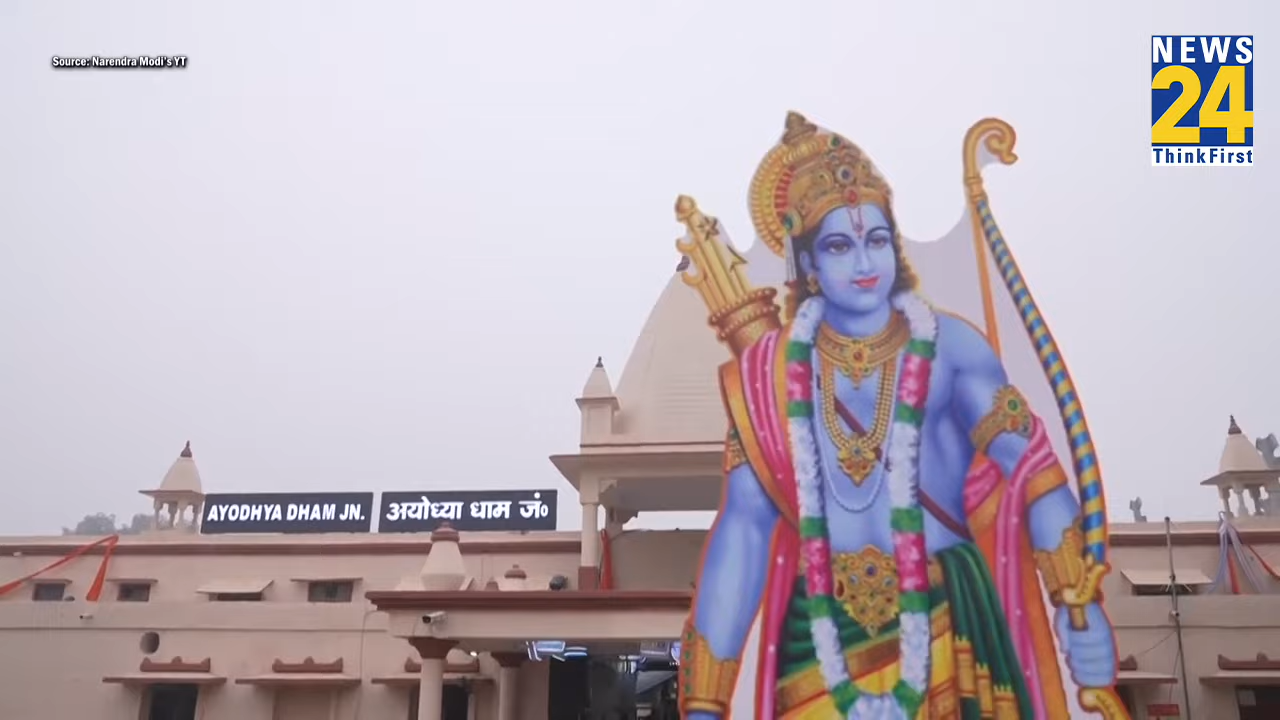 Source: Narendra Modi's YT
NEWS
24
ThinkFirst
AYODHYA DHAM JN.
अयोध्या धाम जं०